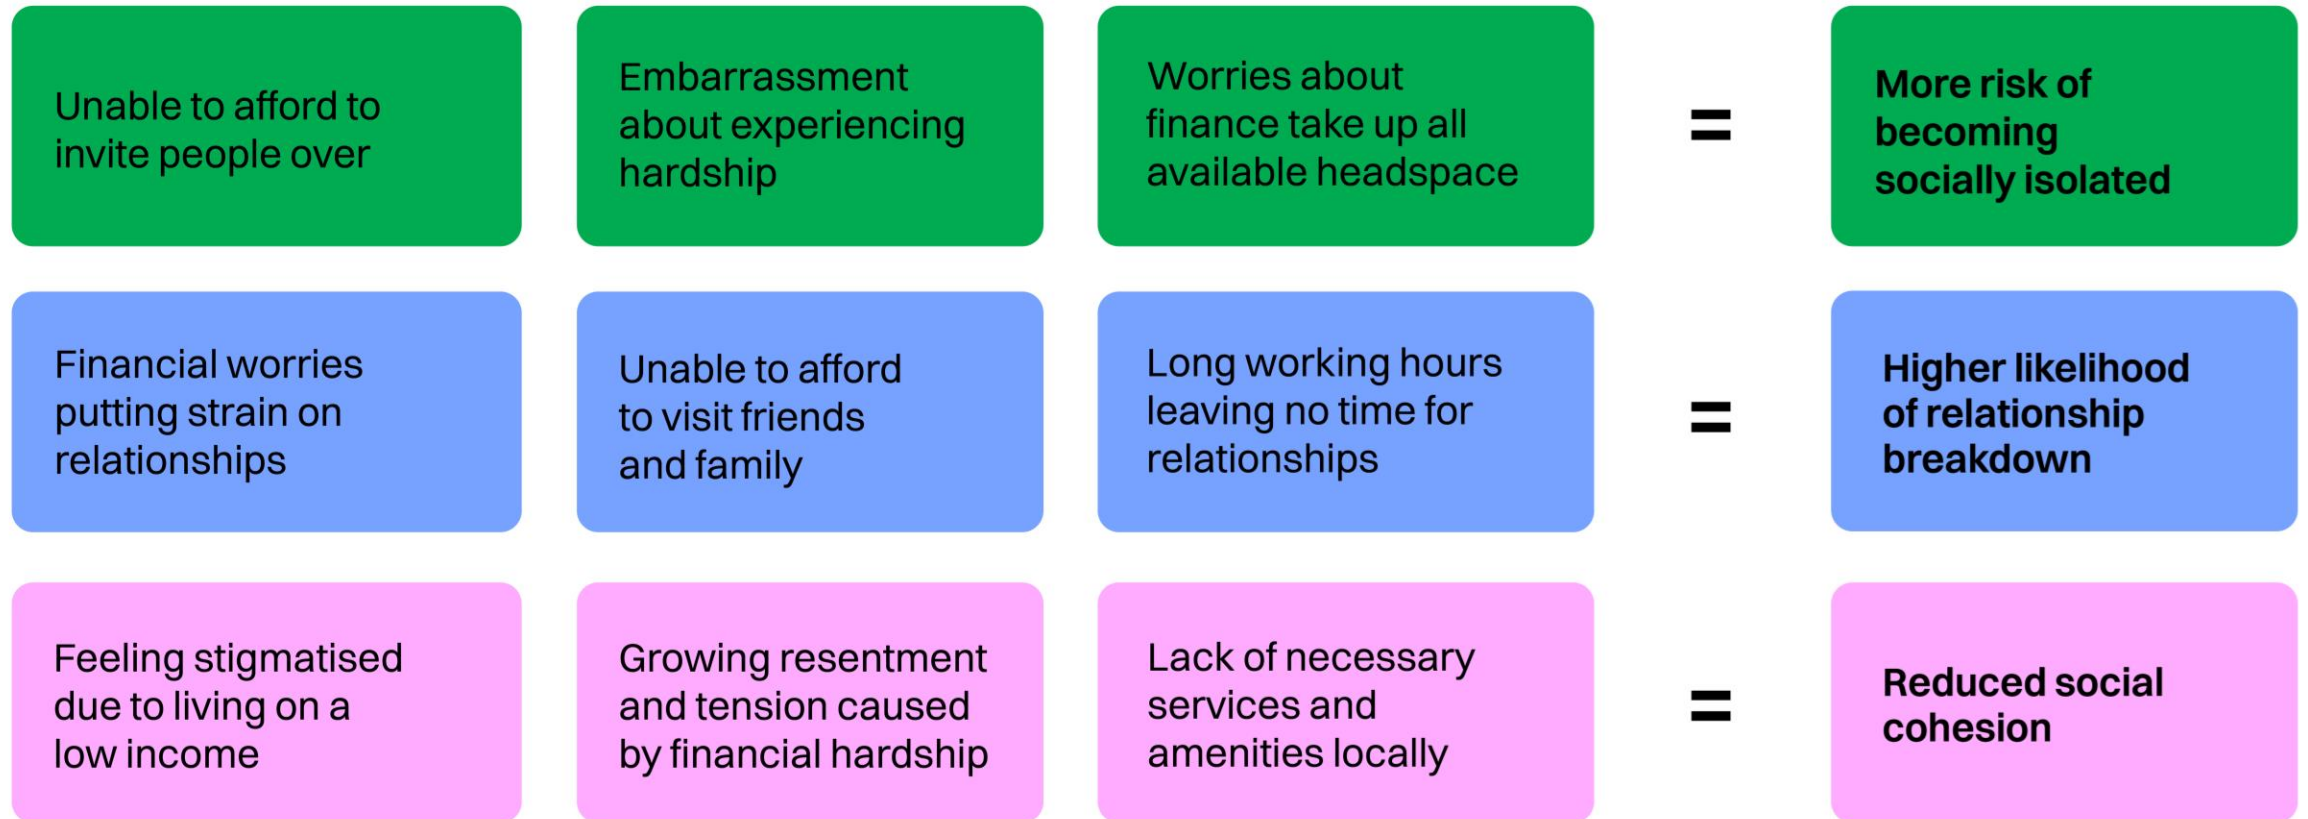 Unable to afford to
invite people over
Embarrassment
about experiencing
hardship
Worries about
finance take up all
available headspace
=
More risk of
becoming
socially isolated
Financial worries
putting strain on
relationships
Unable to afford
to visit friends
and family
Long working hours
leaving no time for
relationships
=
Higher likelihood
of relationship
breakdown
Feeling stigmatised
due to living on a
low income
Growing resentment
and tension caused
by financial hardship
Lack of necessary
services and
amenities locally
=
Reduced social
cohesion